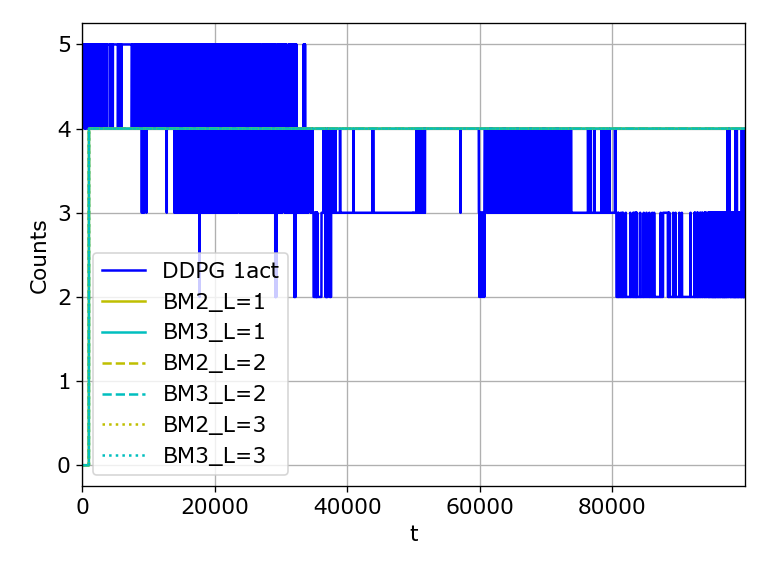 5
4
3
2
1
0
Counts
DDPG 1act
BM2_L=1
BM3_L=1
BM2_L=2
BM3_L=2
BM2_L=3
BM3_L=3
0 20000 40000 60000 80000
t